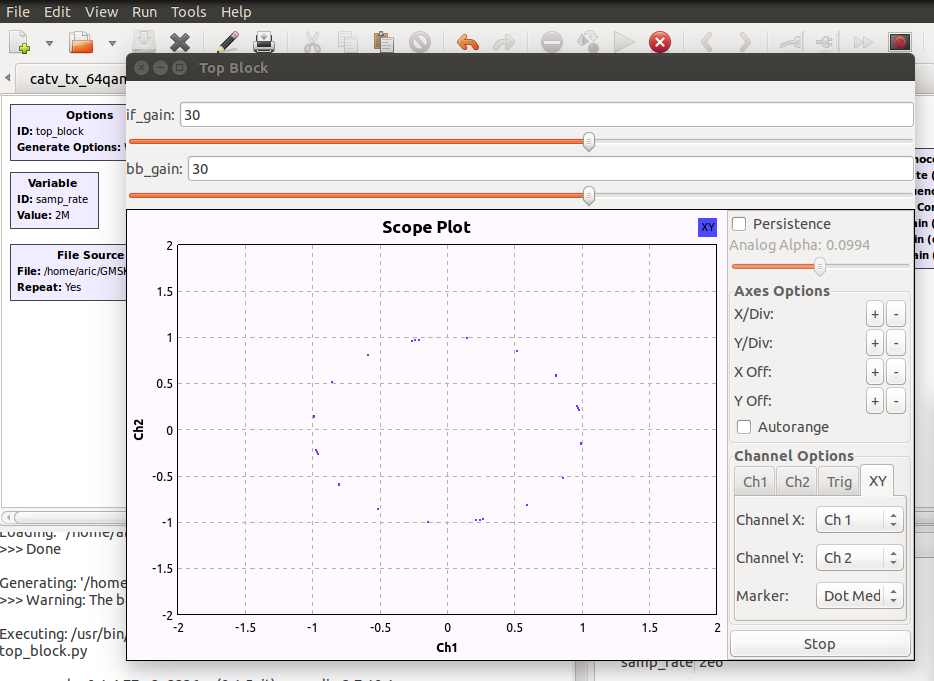 File Edit View Run Tools Help
catv_tx_64qam
Top Block
Options
ID: top_block
Generate Options:
Variable
ID: samp_rate
Value: 2M
File Source
File: /home/aric/GMSK
Repeat: Yes
if_gain: 30
bb_gain: 30
Scope Plot
XY
2
1.5
1
0.5
0
-0.5
-1
-1.5
-2
Ch2
-2 -1.5 -1 -0.5 0 0.5 1 1.5 2
Ch1
Persistence
Analog Alpha: 0.0994
Axes Options
X/Div: + -
Y/Div: + -
X Off: + -
Y Off: + -
Autorange
Channel Options
Ch1 Ch2 Trig XY
Channel X: Ch 1
Channel Y: Ch 2
Marker: Dot Med
Stop
Loading: "/home/a
>>> Done
Generating: '/home
>>> Warning: The b
Executing: /usr/bin/
top_block.py
samp_rate 2e6